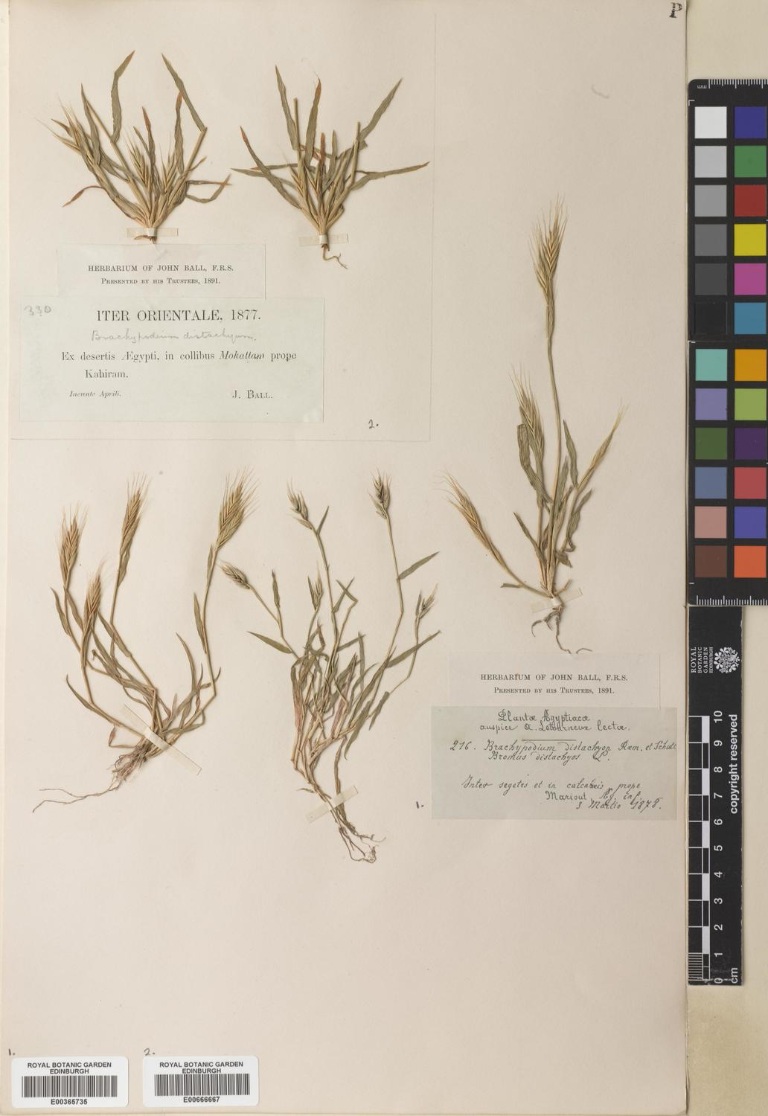 HERBARIUM OF JOHN BALL, F.R.S.
PRESENTED BY HIS TRUSTEES, 1891.
330
ITER ORIENTALE, 1877.
Brachypodium distachyum,
Ex desertis Ægypti, in collibus Mokattam prope
Kahiram.
Ineunte Aprili.
J. BALL.
2.
HERBARIUM OF JOHN BALL, F.R.S.
PRESENTED BY HIS TRUSTEES, 1891.
Plantæ Ægyptiacæ
auspice A. Letourneux lectæ.
276. Brachypodium distachyon Rœm. et Schult.
Bromus distachyos L.
Inter segetes et in calcareis prope
Mariout Æg. inf.
3. Martio 1878.
1.
1.
ROYAL BOTANIC GARDEN
EDINBURGH
E00366736
2.
ROYAL BOTANIC GARDEN
EDINBURGH
E00666667
ROYAL
BOTANIC
GARDEN
EDINBURGH
copyright reserved
10
9
8
7
6
5
4
3
2
1
0
cm